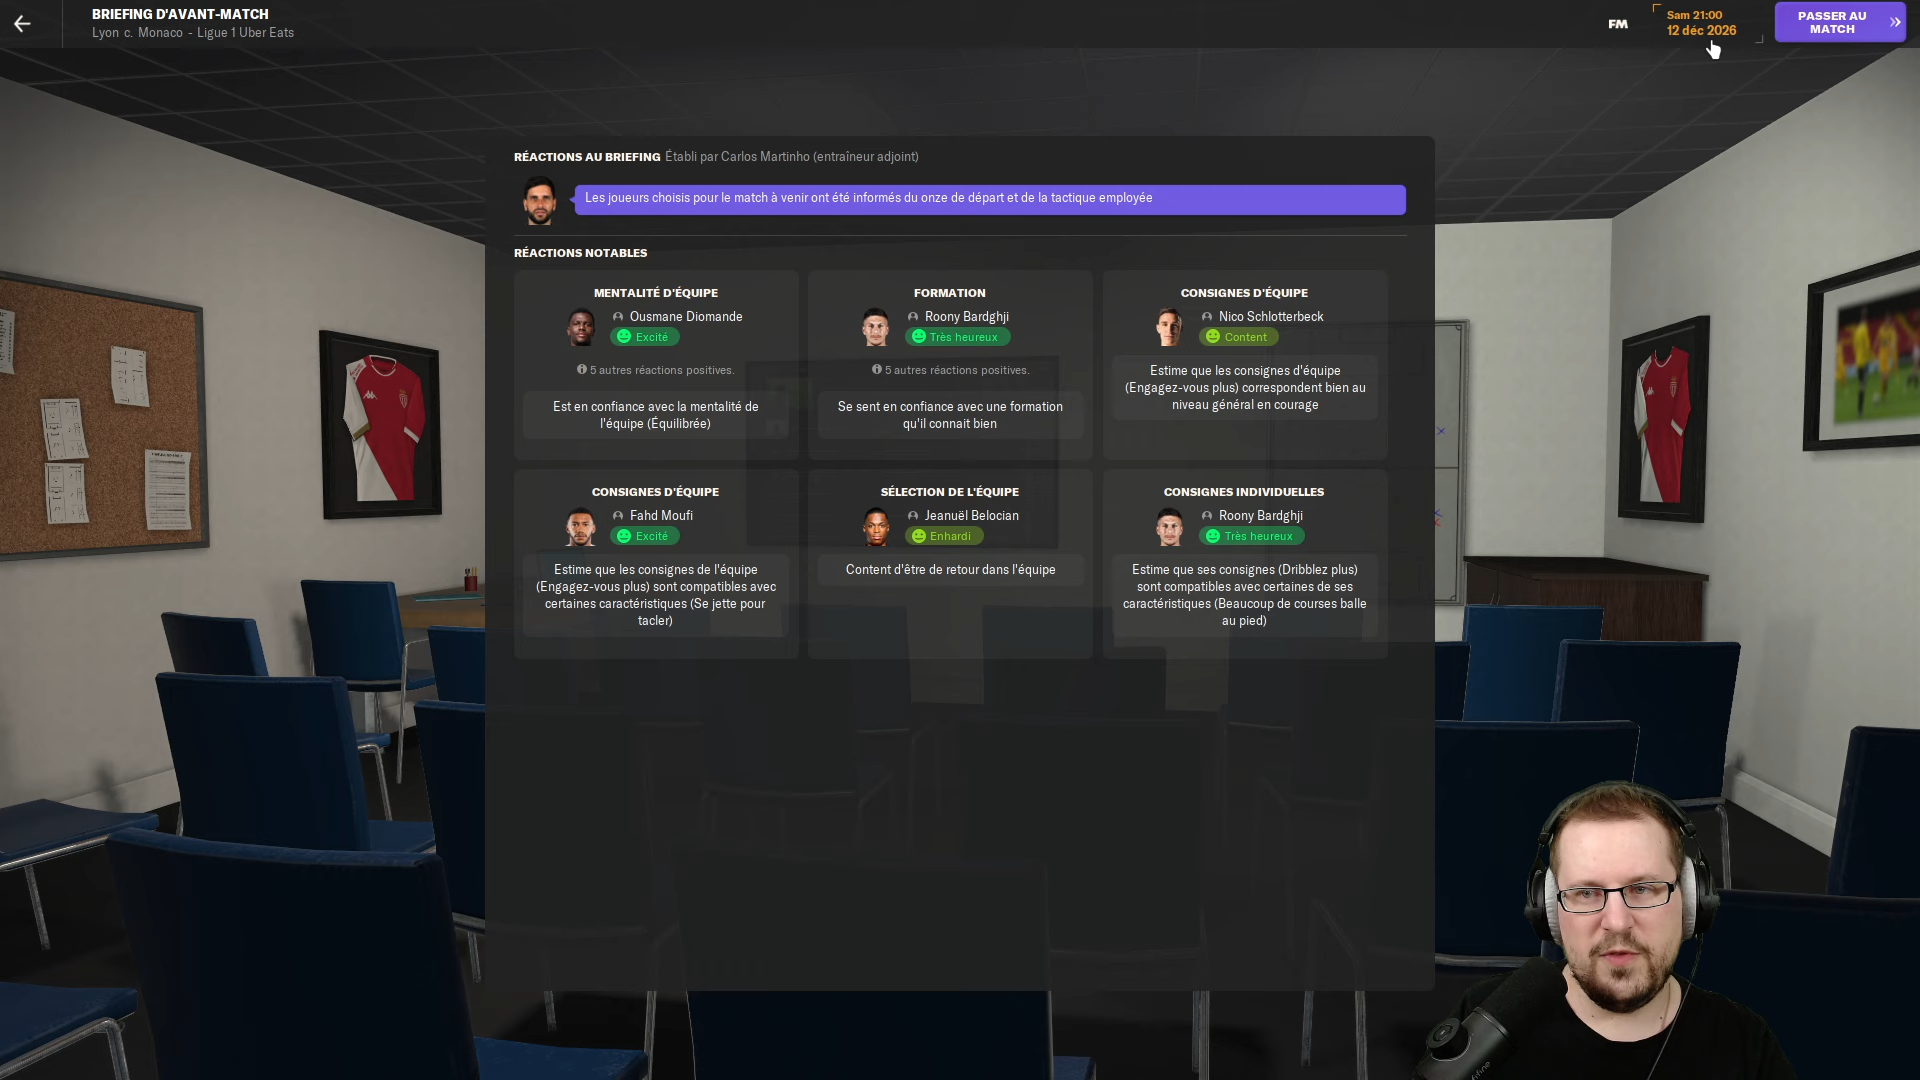 BRIEFING D'AVANT-MATCH
Lyon c. Monaco - Ligue 1 Uber Eats
FM
Sam 21:00
12 déc 2026
PASSER AU
MATCH
RÉACTIONS AU BRIEFING Établi par Carlos Martinho (entraîneur adjoint)
Les joueurs choisis pour le match à venir ont été informés du onze de départ et de la tactique employée
RÉACTIONS NOTABLES
MENTALITÉ D'ÉQUIPE
Ousmane Diomande
Excité
5 autres réactions positives.
Est en confiance avec la mentalité de
l'équipe (Équilibrée)
FORMATION
Roony Bardghji
Très heureux
5 autres réactions positives.
Se sent en confiance avec une formation
qu'il connait bien
CONSIGNES D'ÉQUIPE
Nico Schlotterbeck
Content
Estime que les consignes d'équipe
(Engagez-vous plus) correspondent bien au
niveau général en courage
CONSIGNES D'ÉQUIPE
Fahd Moufi
Excité
Estime que les consignes de l'équipe
(Engagez-vous plus) sont compatibles avec
certaines caractéristiques (Se jette pour
tacler)
SÉLECTION DE L'ÉQUIPE
Jeanuël Belocian
Enhardi
Content d'être de retour dans l'équipe
CONSIGNES INDIVIDUELLES
Roony Bardghji
Très heureux
Estime que ses consignes (Dribblez plus)
sont compatibles avec certaines de ses
caractéristiques (Beaucoup de courses balle
au pied)